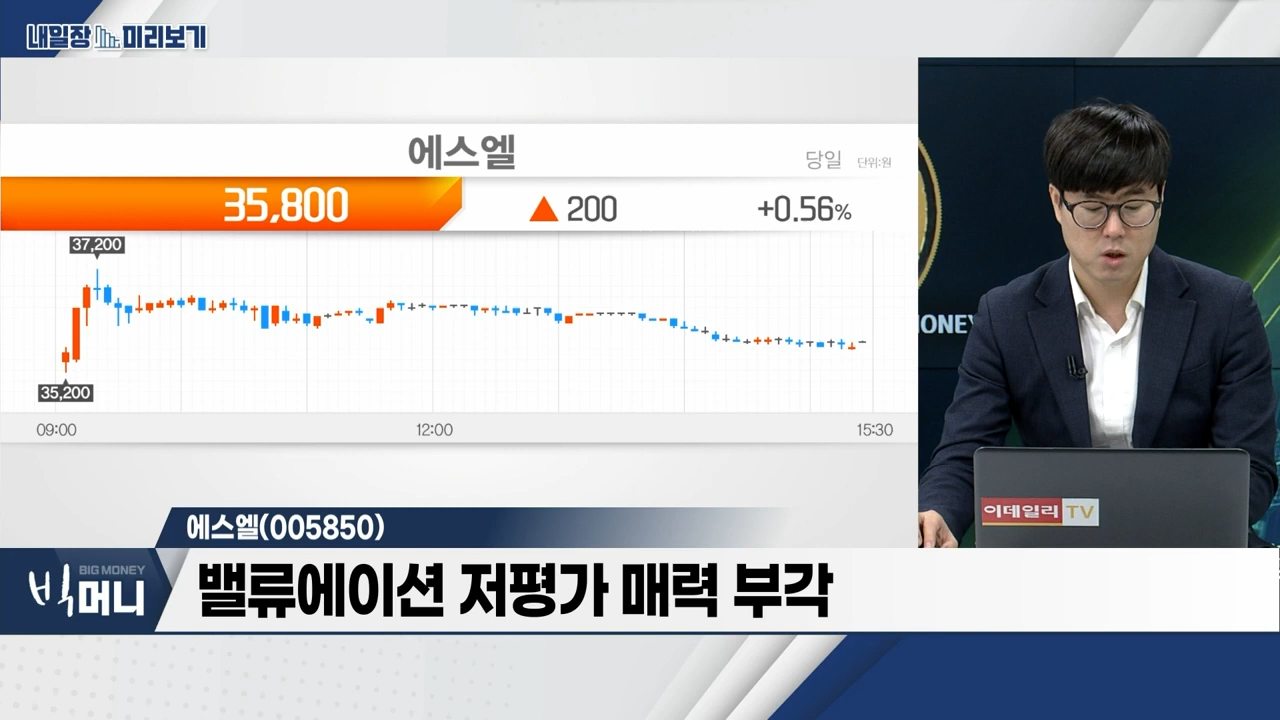 내일장 미리보기
에스엘
당일 단위:원
35,800 ▲ 200 +0.56%
37,200
35,200
09:00 12:00 15:30
MONEY
이데일리 TV
에스엘(005850)
BIG MONEY
빅머니
밸류에이션 저평가 매력 부각